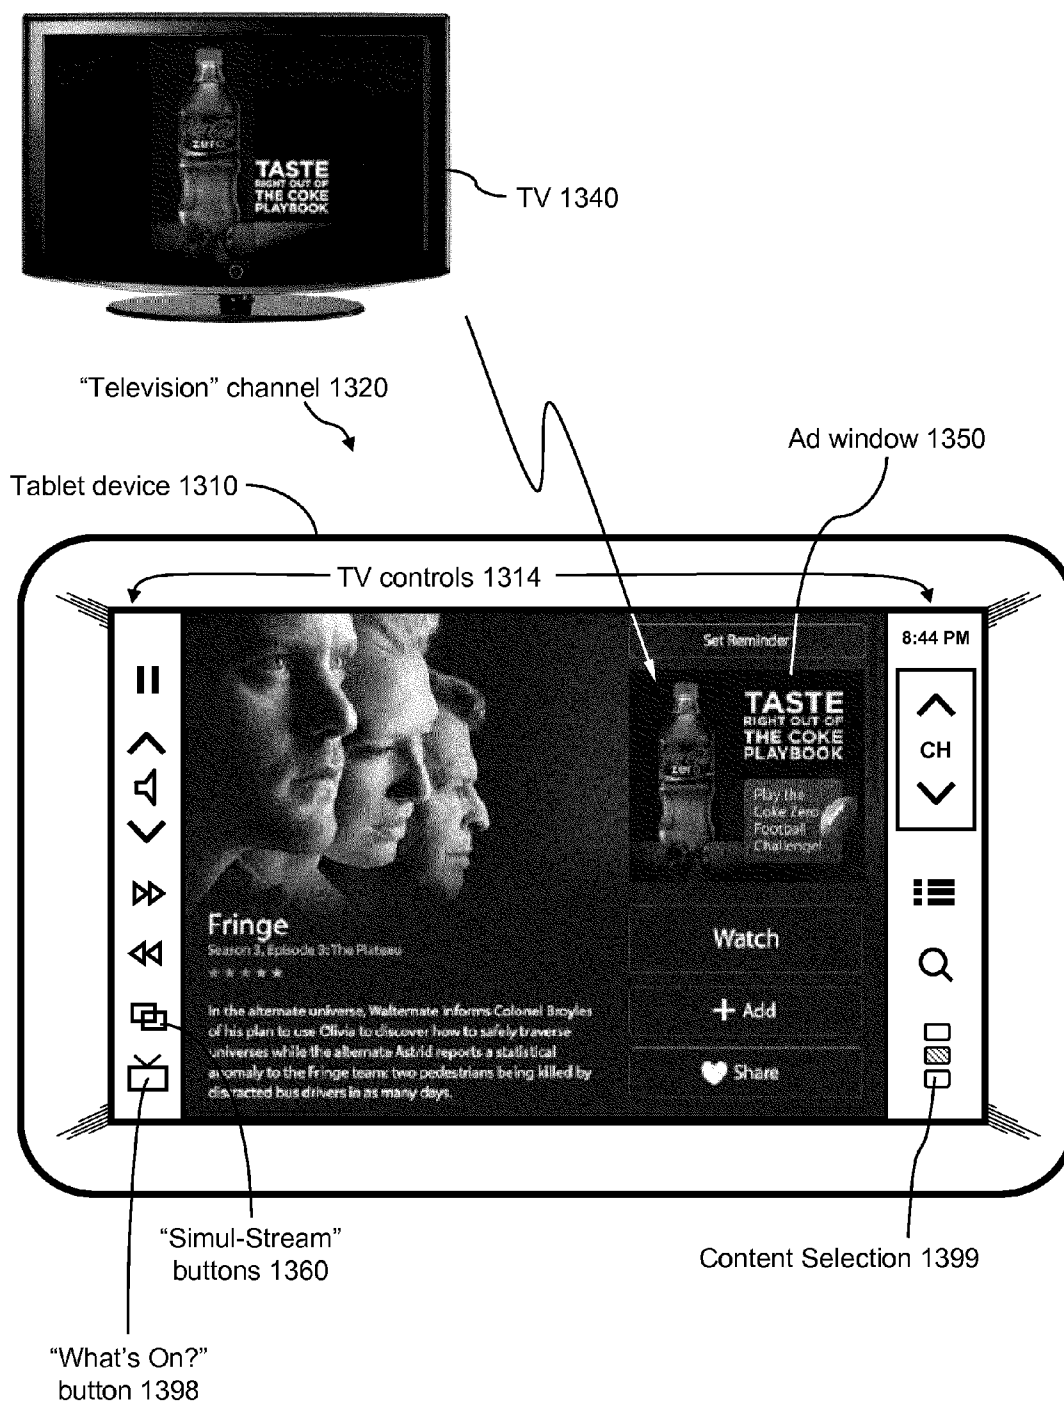 Coca-Cola
zero
TASTE
RIGHT OUT OF
THE COKE
PLAYBOOK
TV 1340
“Television” channel 1320
Ad window 1350
Tablet device 1310
TV controls 1314
Set Reminder
8:44 PM
TASTE
RIGHT OUT OF
THE COKE
PLAYBOOK
zero
CH
Play the
Coke Zero
Football
Challenge!
Fringe
Season 3, Episode 3: The Plateau
Watch
In the alternate universe, Walternate informs Colonel Broyles
of his plan to use Olivia to discover how to safely traverse
universes while the alternate Astrid reports a statistical
anomaly to the Fringe team: two pedestrians being killed by
distracted bus drivers in as many days.
Add
Share
“Simul-Stream”
buttons 1360
Content Selection 1399
“What’s On?”
button 1398